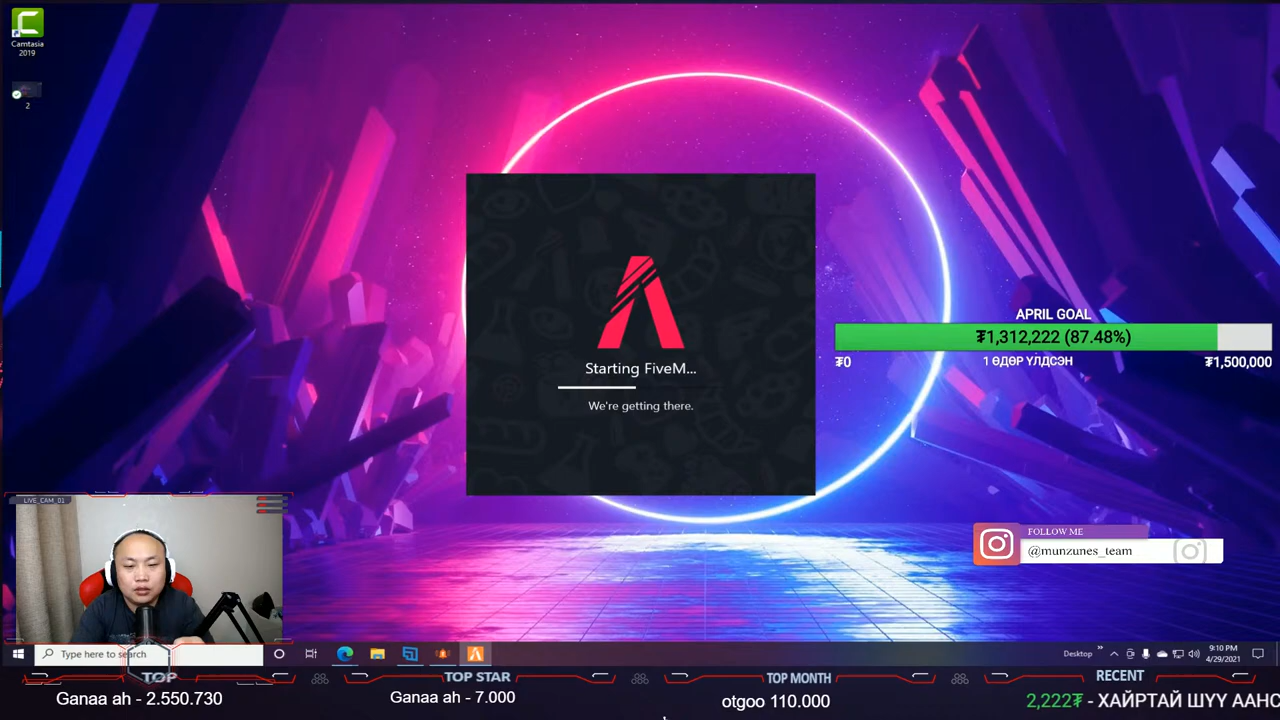 Camtasia
2019
2
Starting FiveM...
We're getting there.
APRIL GOAL
₮1,312,222 (87.48%)
₮0
1 ӨДӨР ҮЛДСЭН
₮1,500,000
LIVE_CAM_01
FOLLOW ME
@munzunes_team
Type here to search
Desktop
9:10 PM
4/29/2021
TOP
Ganaa ah - 2.550.730
TOP STAR
Ganaa ah - 7.000
TOP MONTH
otgoo 110.000
RECENT
2,222₮ - ХАЙРТАЙ ШҮҮ ААНС